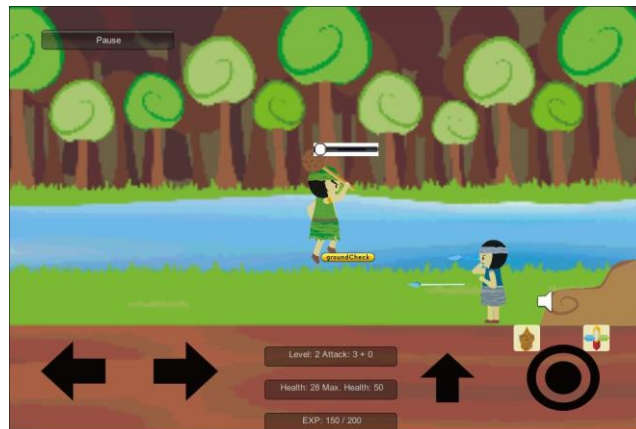 Pause
groundCheck
Level: 2 Attack: 3 + 0
Health: 28 Max. Health: 50
EXP: 150 / 200